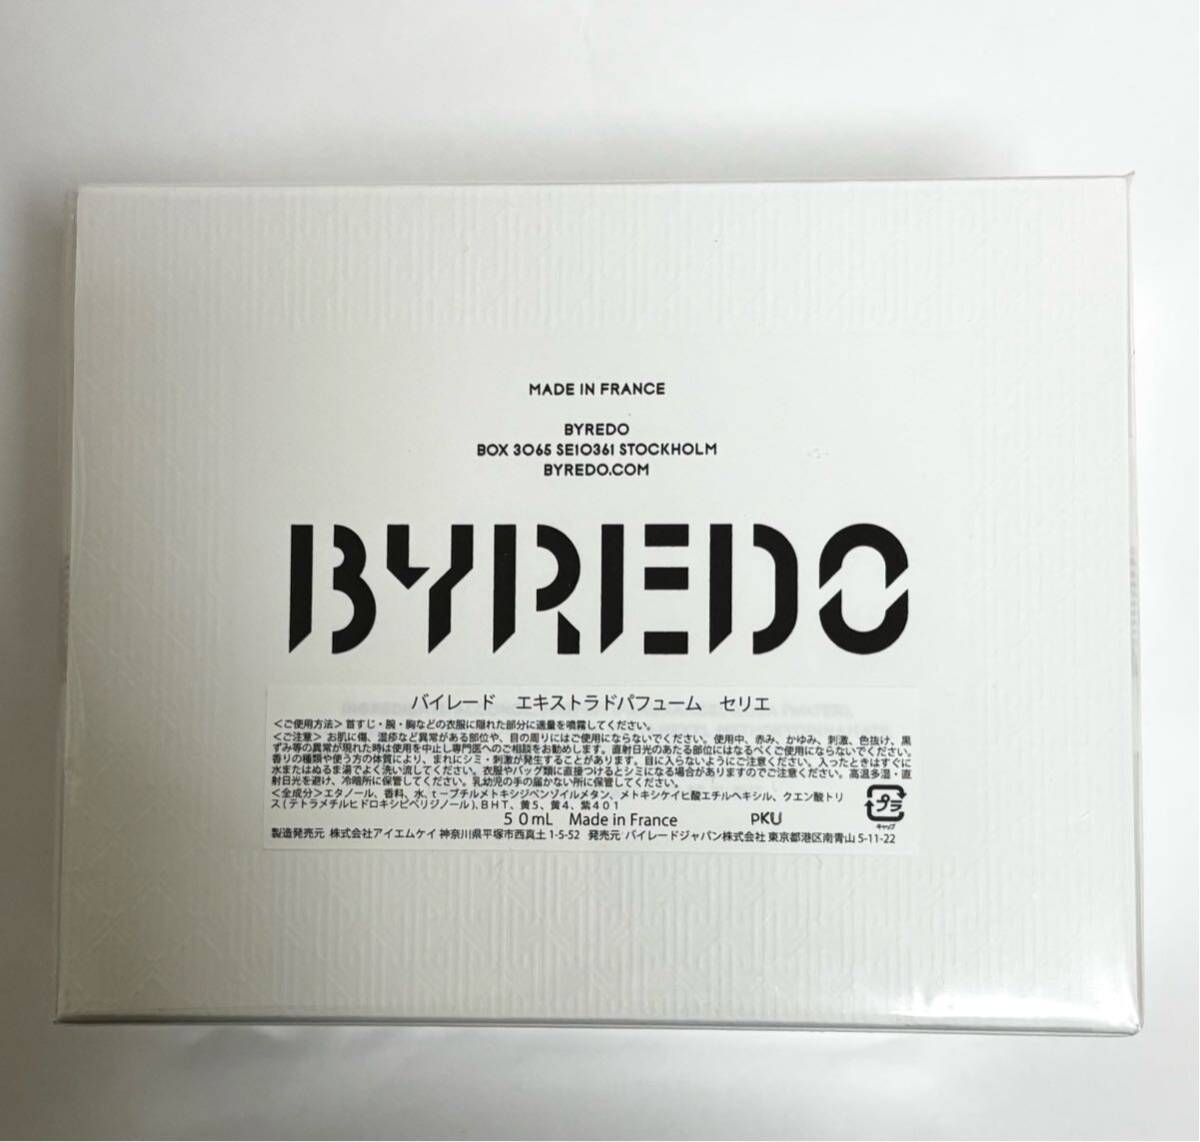 MADE IN FRANCE
BYREDO
BOX 3065 SE10361 STOCKHOLM
BYREDO.COM
BYREDO
バイレード　エキストラドパフューム　セリエ
＜ご使用方法＞首すじ・腕・胸などの衣服に隠れた部分に適量を噴霧してください。
＜ご注意＞ お肌に傷、湿疹など異常がある部位や、目の周りにはご使用にならないでください。使用中、赤み、かゆみ、刺激、色抜け、黒
ずみ等の異常が現れた時は使用を中止し専門医へのご相談をお勧めします。直射日光のあたる部位にはなるべくご使用にならないでください。
香りの種類や使う方の体質により、まれにシミ・刺激が発生することがあります。目に入らないようにご注意ください。入ったときはすぐに
水またはぬるま湯でよく洗い流してください。衣服やバッグ類に直接つけるとシミになる場合がありますのでご注意ください。高温多湿・直
射日光を避け、冷暗所に保管してください。乳幼児の手の届かない所に保管してください。
＜全成分＞エタノール、香料、水、t－ブチルメトキシジベンゾイルメタン、メトキシケイヒ酸エチルヘキシル、クエン酸トリ
ス(テトラメチルヒドロキシピペリジノール)、BHT、黄5、黄4、紫401
プラ
キャップ
５０mL　Made in France　PKU
製造発売元 株式会社アイエムケイ 神奈川県平塚市西真土 1-5-52　発売元 バイレードジャパン株式会社 東京都港区南青山 5-11-22